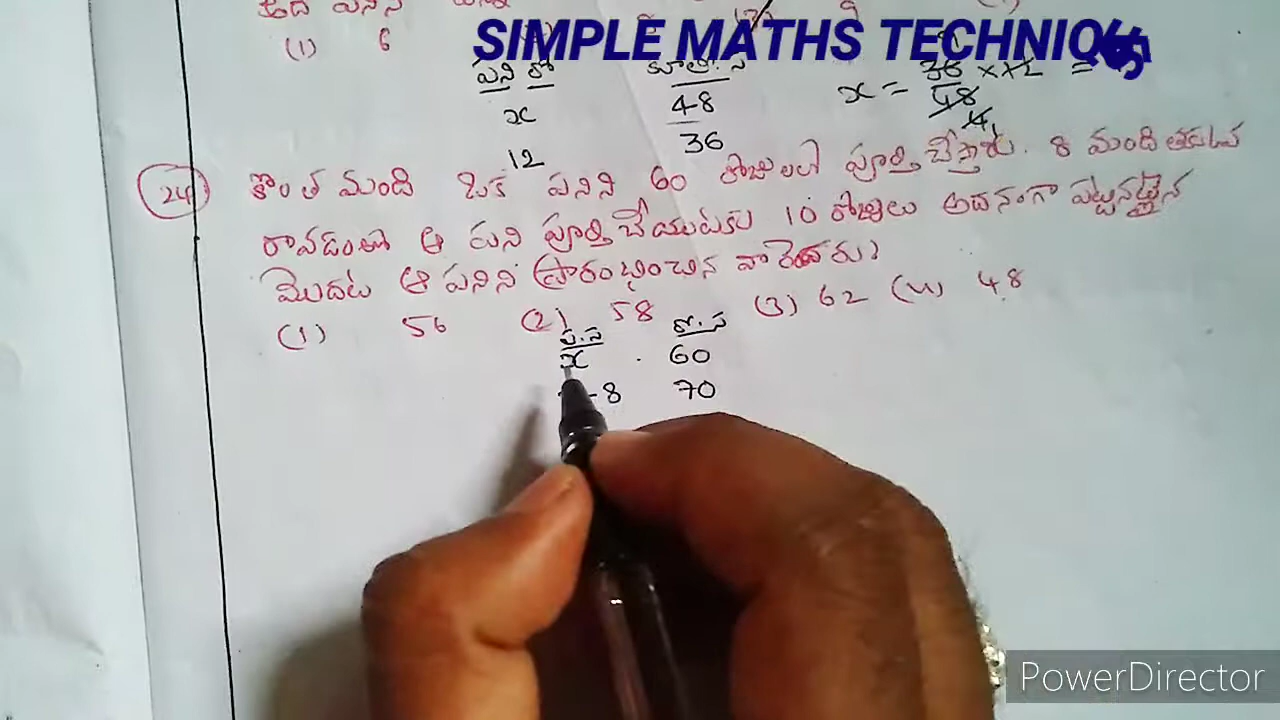 SIMPLE MATHS TECHNIQ
(1) 6
పని రో
x 48 x =
12 36
24 కొంత మంది ఒక పనిని 60 రోజులలో పూర్తి చేస్తారు. 8 మంది తక్కువ
రావడంతో ఆ పని పూర్తి చేయుటకు 10 రోజులు అదనంగా పట్టినట్లైన
మొదట ఆ పనిని ప్రారంభించిన వారెందరు?
(1) 56 (2) 58 (3) 62 (4) 48
ప.స రో.స
x 60
-8 70
PowerDirector